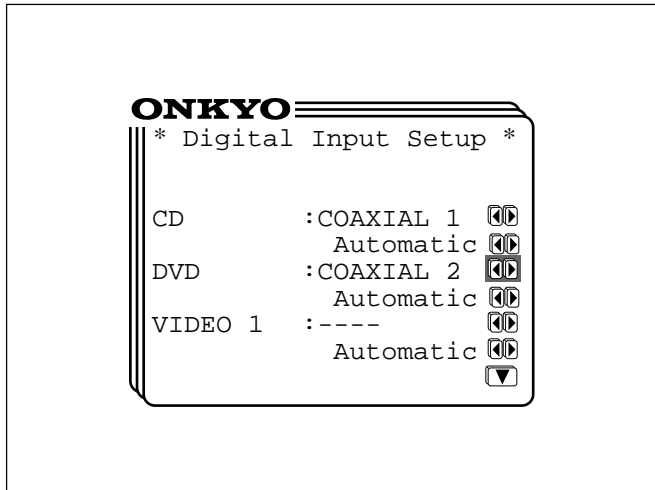 ONKYO
* Digital Input Setup *
CD :COAXIAL 1
Automatic
DVD :COAXIAL 2
Automatic
VIDEO 1 :----
Automatic